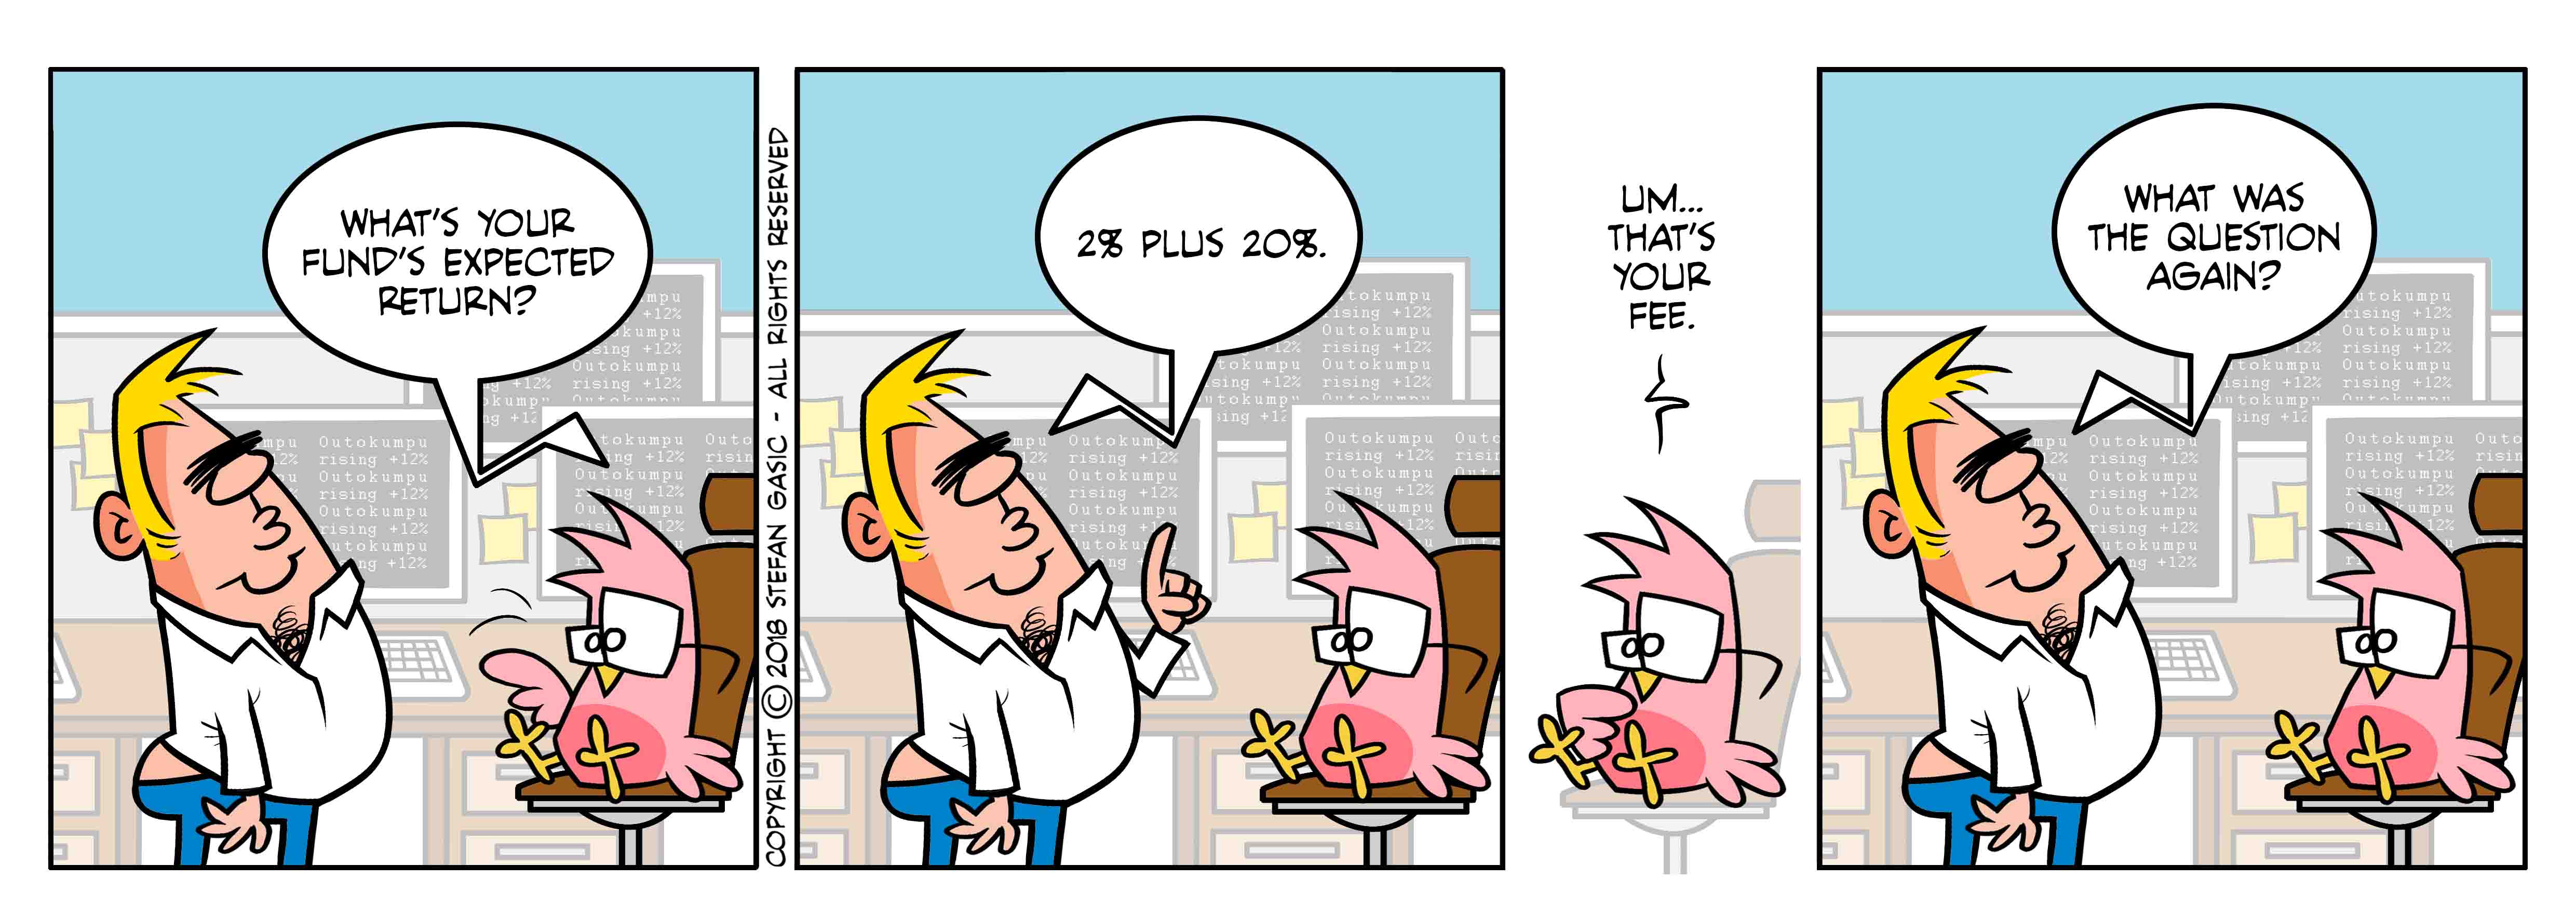 WHAT'S YOUR
FUND'S EXPECTED
RETURN?
COPYRIGHT © 2018 STEFAN GASIC - ALL RIGHTS RESERVED
2% PLUS 20%.
UM...
THAT'S
YOUR
FEE.
WHAT WAS
THE QUESTION
AGAIN?
Outokumpu
rising +12%
Outokumpu
rising +12%
Outokumpu
rising +12%